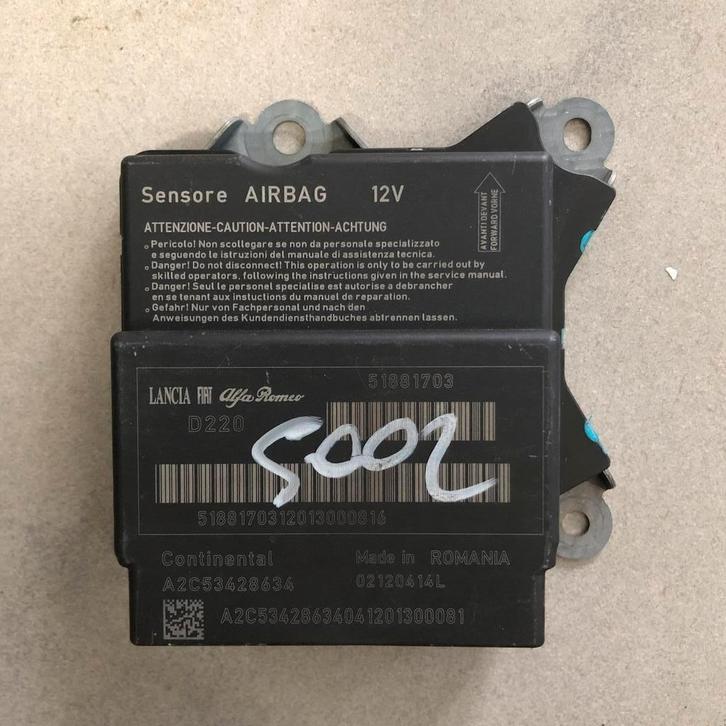 Sensore AIRBAG 12V
AVANTI DEVANT
FORWARD VORNE
ATTENZIONE-CAUTION-ATTENTION-ACHTUNG
Pericolo! Non scollegare se non da personale specializzato
e seguendo le istruzioni del manuale di assistenza tecnica.
Danger! Do not disconnect! This operation is only to be carried out by
skilled operators, following the instructions given in the service manual.
Danger! Seul le personel specialise est autorise a debrancher
en se tenant aux instuctions du manuel de reparation.
Gefahr! Nur von Fachpersonal und nach den
Anweisungen des Kundendiensthandbuches abtrennen lassen.
51881703
LANCIA FIAT Alfa Romeo
D220
5002
5188170312013000816
Continental Made in ROMANIA
A2C53428634 02120414L
A2C53428634041201300081